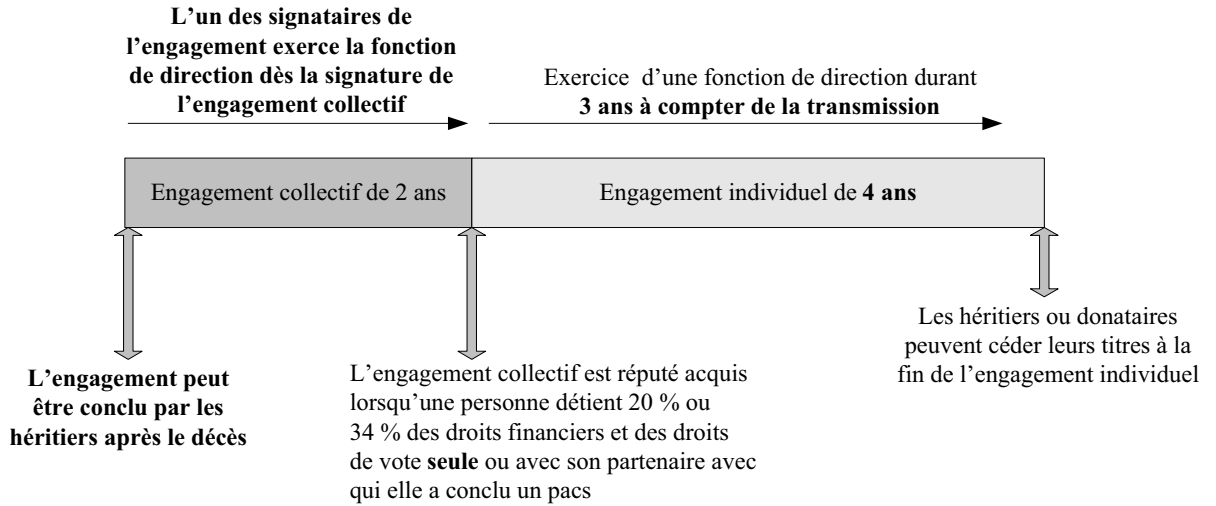 L’un des signataires de
l’engagement exerce la fonction
de direction dès la signature de
l’engagement collectif
Exercice d’une fonction de direction durant
3 ans à compter de la transmission
Engagement collectif de 2 ans
Engagement individuel de 4 ans
L’engagement peut
être conclu par les
héritiers après le décès
L’engagement collectif est réputé acquis
lorsqu’une personne détient 20 % ou
34 % des droits financiers et des droits
de vote seule ou avec son partenaire avec
qui elle a conclu un pacs
Les héritiers ou donataires
peuvent céder leurs titres à la
fin de l’engagement individuel